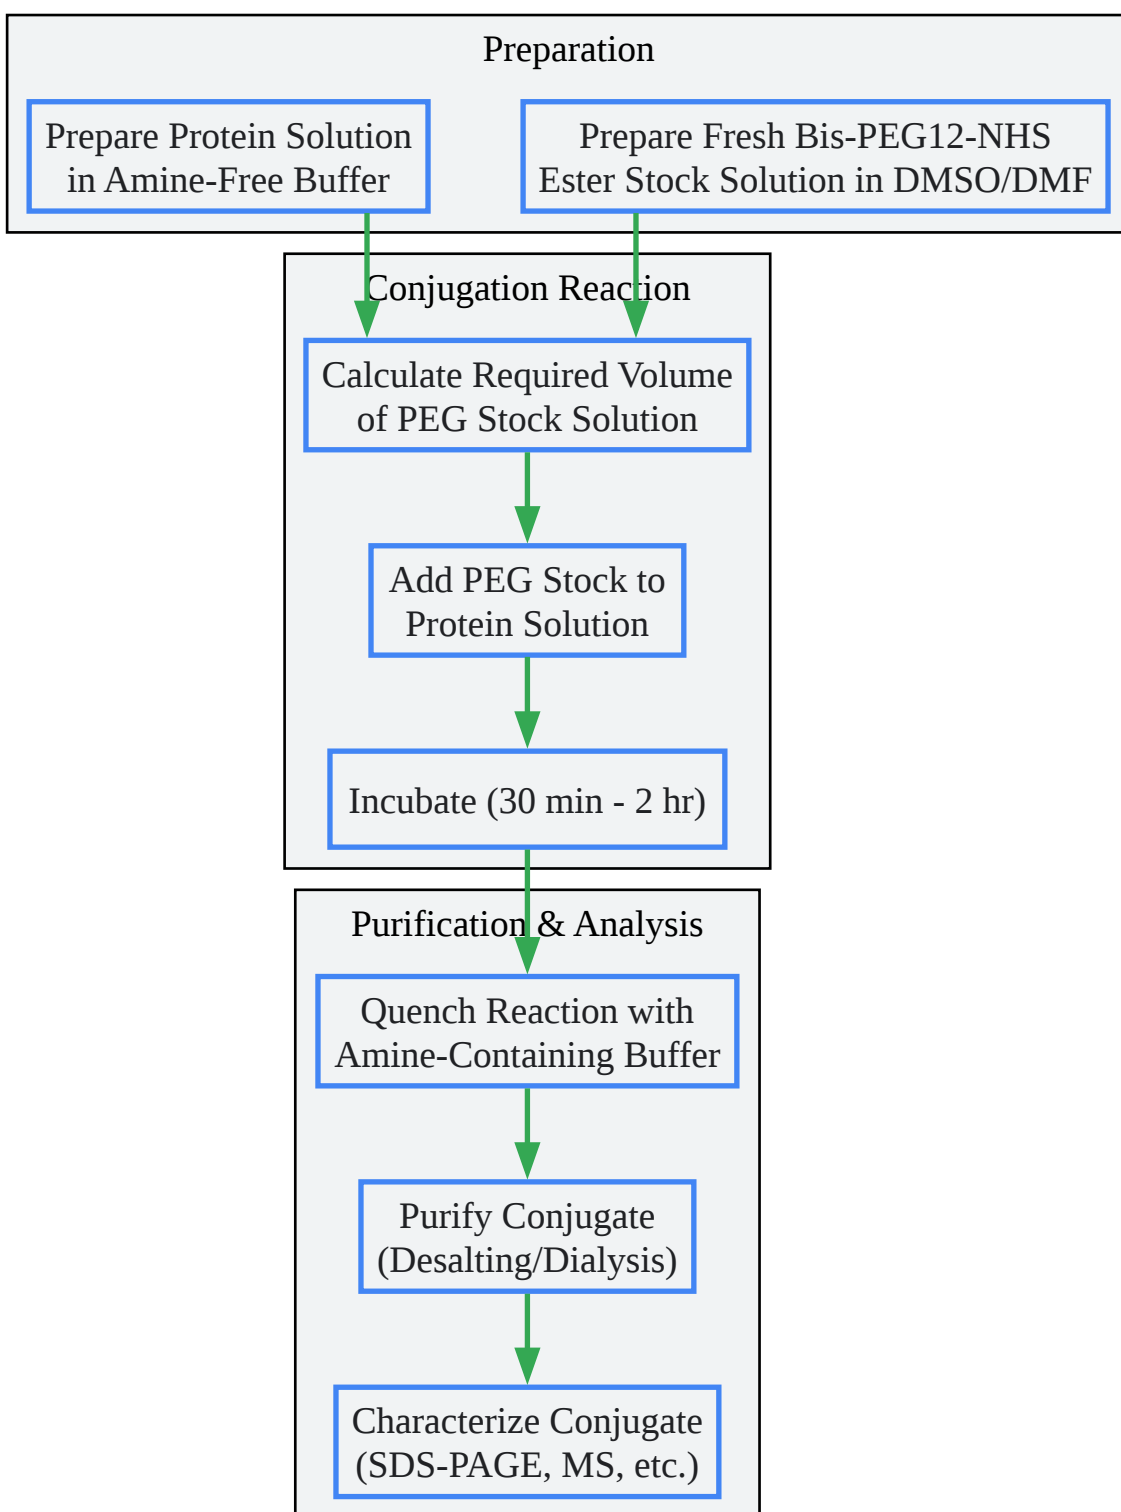 Preparation
Prepare Protein Solution
in Amine-Free Buffer
Prepare Fresh Bis-PEG12-NHS
Ester Stock Solution in DMSO/DMF
Conjugation Reaction
Calculate Required Volume
of PEG Stock Solution
Add PEG Stock to
Protein Solution
Incubate (30 min - 2 hr)
Purification & Analysis
Quench Reaction with
Amine-Containing Buffer
Purify Conjugate
(Desalting/Dialysis)
Characterize Conjugate
(SDS-PAGE, MS, etc.)